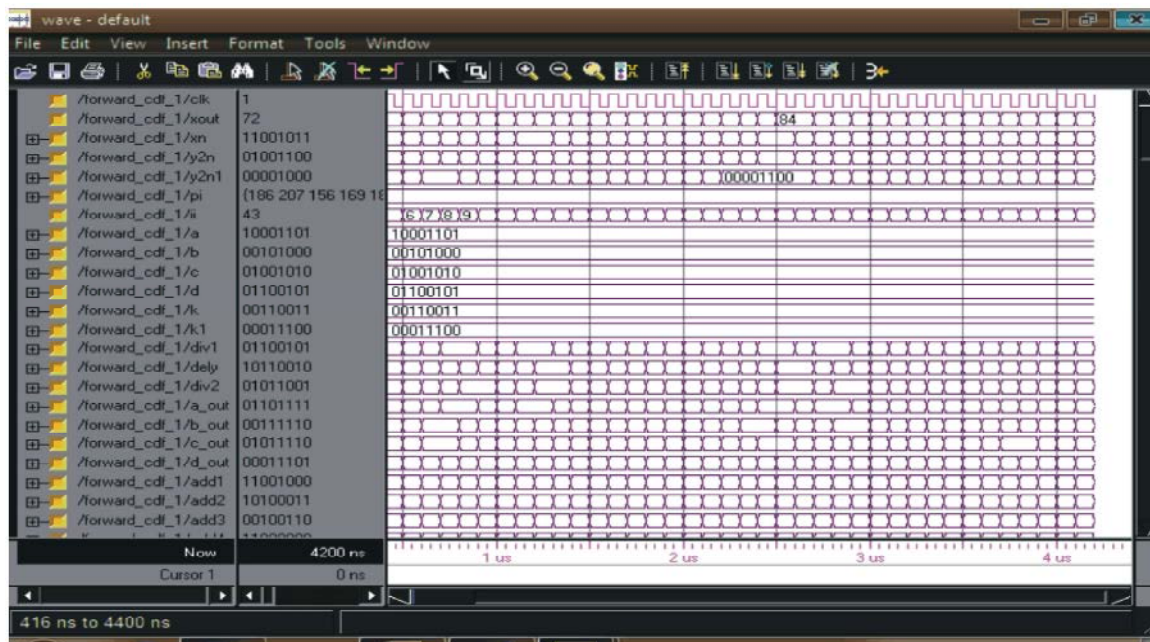 wave - default
File Edit View Insert Format Tools Window
/forward_cdf_1/clk 1
/forward_cdf_1/xout 72 84
/forward_cdf_1/xn 11001011
/forward_cdf_1/y2n 01001100
/forward_cdf_1/y2n1 00001000 00001100
/forward_cdf_1/pi {186 207 156 169 18
/forward_cdf_1/ii 43 6 7 8 9
/forward_cdf_1/a 10001101 10001101
/forward_cdf_1/b 00101000 00101000
/forward_cdf_1/c 01001010 01001010
/forward_cdf_1/d 01100101 01100101
/forward_cdf_1/k 00110011 00110011
/forward_cdf_1/k1 00011100 00011100
/forward_cdf_1/div1 01100101
/forward_cdf_1/dely 10110010
/forward_cdf_1/div2 01011001
/forward_cdf_1/a_out 01101111
/forward_cdf_1/b_out 00111110
/forward_cdf_1/c_out 01011110
/forward_cdf_1/d_out 00011101
/forward_cdf_1/add1 11001000
/forward_cdf_1/add2 10100011
/forward_cdf_1/add3 00100110
Now 4200 ns 1 us 2 us 3 us 4 us
Cursor 1 0 ns
416 ns to 4400 ns